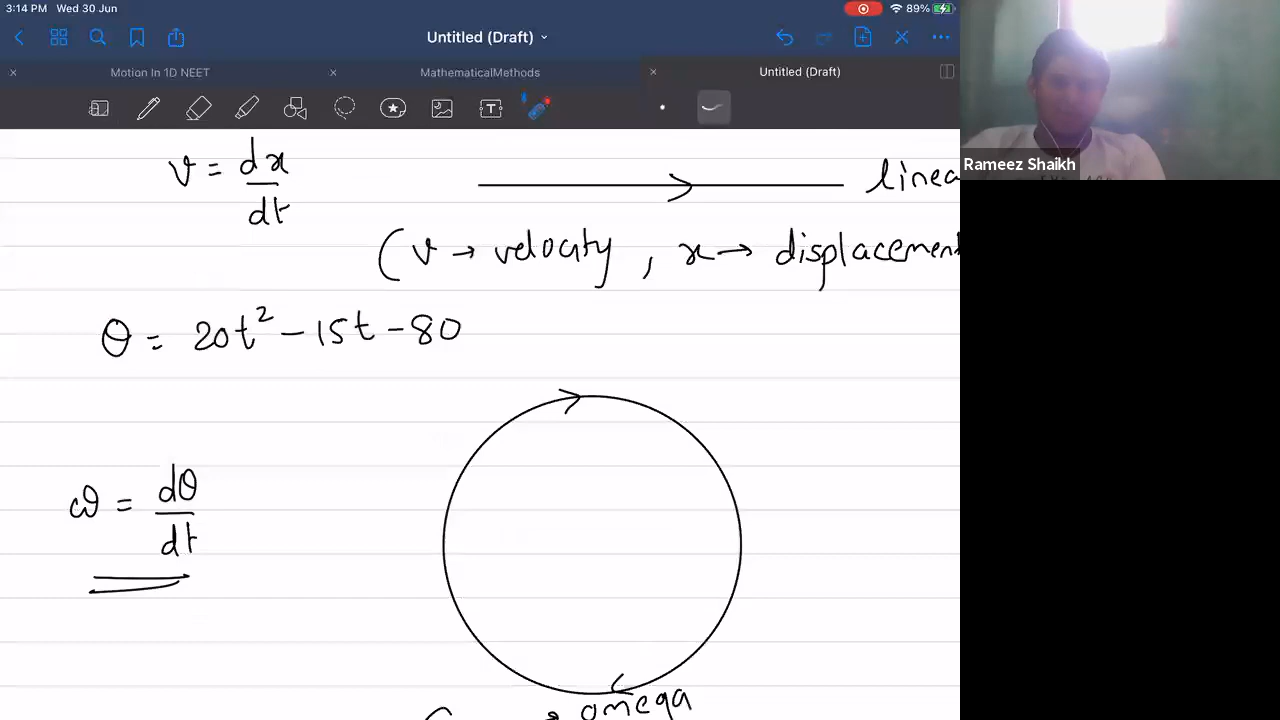 3:14 PM Wed 30 Jun 89%
Untitled (Draft)
Motion In 1D NEET MathematicalMethods Untitled (Draft)
Rameez Shaikh
v = dx/dt
linea
(v → velocity, x → displacement
θ = 20t² - 15t - 80
ω = dθ/dt
omega